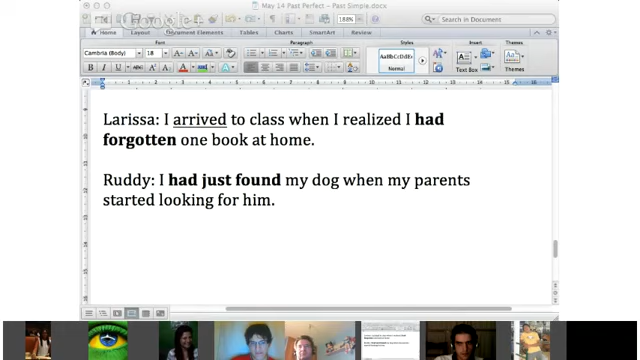 May 14 Past Perfect – Past Simple.docx
188%
Search in Document
Home Document Elements Tables Charts SmartArt Review
Font Paragraph Styles Insert Themes
Cambria (Body) 18
AaBbCcDdEe
Normal
Text Box
Themes
Larissa: I arrived to class when I realized I had
forgotten one book at home.
Ruddy: I had just found my dog when my parents
started looking for him.